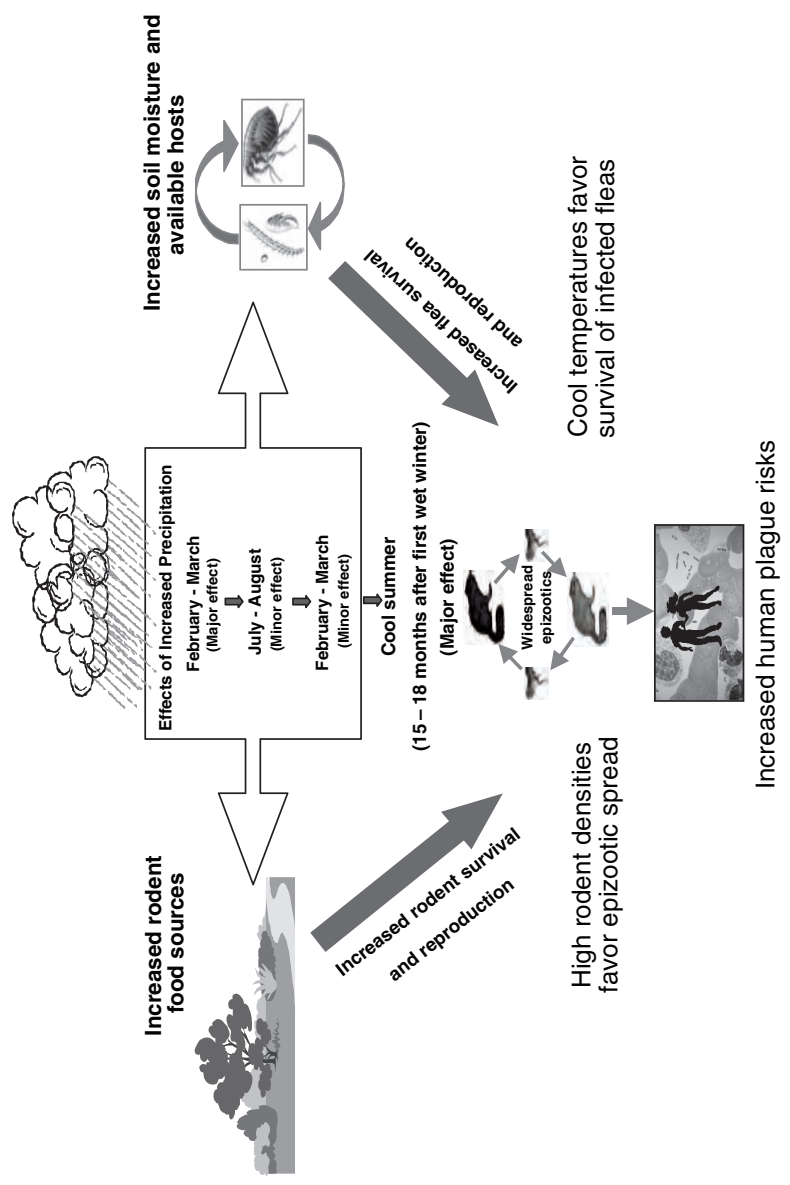 Effects of Increased Precipitation
February - March
(Major effect)
July - August
(Minor effect)
February - March
(Minor effect)
Cool summer
(15 – 18 months after first wet winter)
(Major effect)
Increased rodent
food sources
Increased soil moisture and
available hosts
Increased rodent survival
and reproduction
Increased flea survival
and reproduction
Widespread
epizootics
High rodent densities
favor epizootic spread
Cool temperatures favor
survival of infected fleas
Increased human plague risks